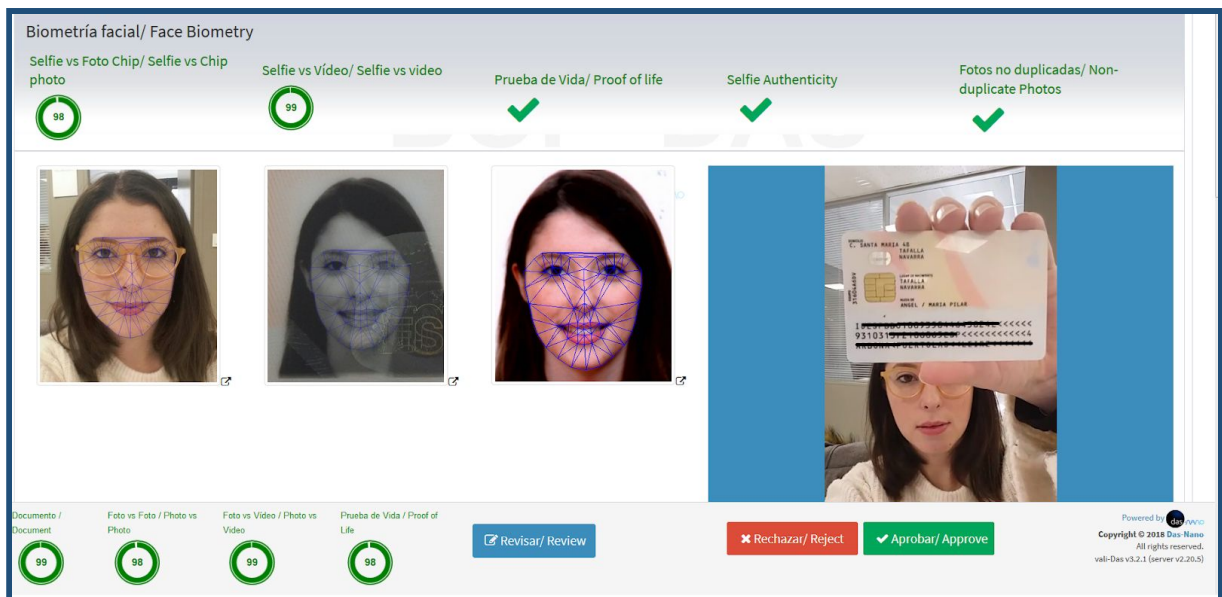 Biometría facial/ Face Biometry
Selfie vs Foto Chip/ Selfie vs Chip
photo
98
Selfie vs Vídeo/ Selfie vs video
99
Prueba de Vida/ Proof of life
Selfie Authenticity
Fotos no duplicadas/ Non-
duplicate Photos
C. SANTA MARIA 48
TAFALLA
NAVARRA
TAFALLA
NAVARRA
ANGEL / MARIA PILAR
Documento /
Document
99
Foto vs Foto / Photo vs
Photo
98
Foto vs Vídeo / Photo vs
Video
99
Prueba de Vida / Proof of
Life
98
Revisar/ Review
Rechazar/ Reject
Aprobar/ Approve
Powered by das-nano
Copyright © 2018 Das-Nano
All rights reserved.
vali-Das v3.2.1 (server v2.20.5)